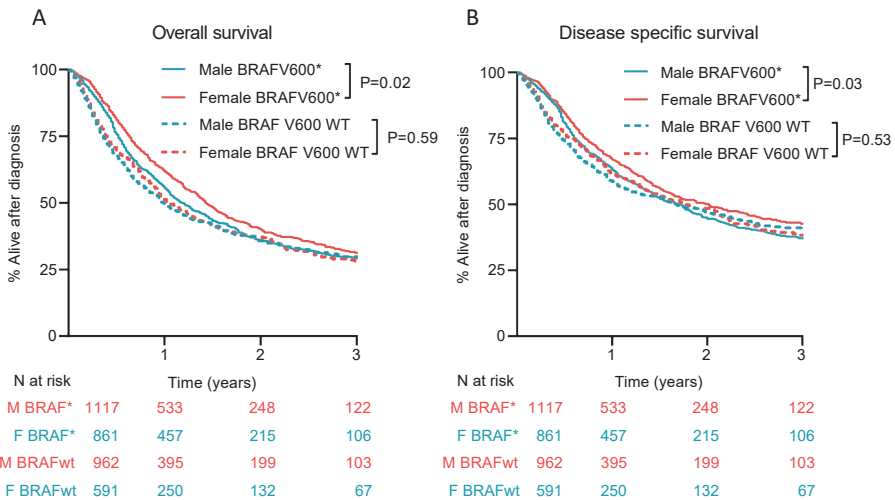 A
Overall survival
% Alive after diagnosis
100
75
50
25
0
1 2 3
Male BRAFV600*
Female BRAFV600*
P=0.02
Male BRAF V600 WT
Female BRAF V600 WT
P=0.59
N at risk Time (years)
M BRAF* 1117 533 248 122
F BRAF* 861 457 215 106
M BRAFwt 962 395 199 103
F BRAFwt 591 250 132 67
B
Disease specific survival
% Alive after diagnosis
100
75
50
25
0
1 2 3
Male BRAFV600*
Female BRAFV600*
P=0.03
Male BRAF V600 WT
Female BRAF V600 WT
P=0.53
N at risk Time (years)
M BRAF* 1117 533 248 122
F BRAF* 861 457 215 106
M BRAFwt 962 395 199 103
F BRAFwt 591 250 132 67